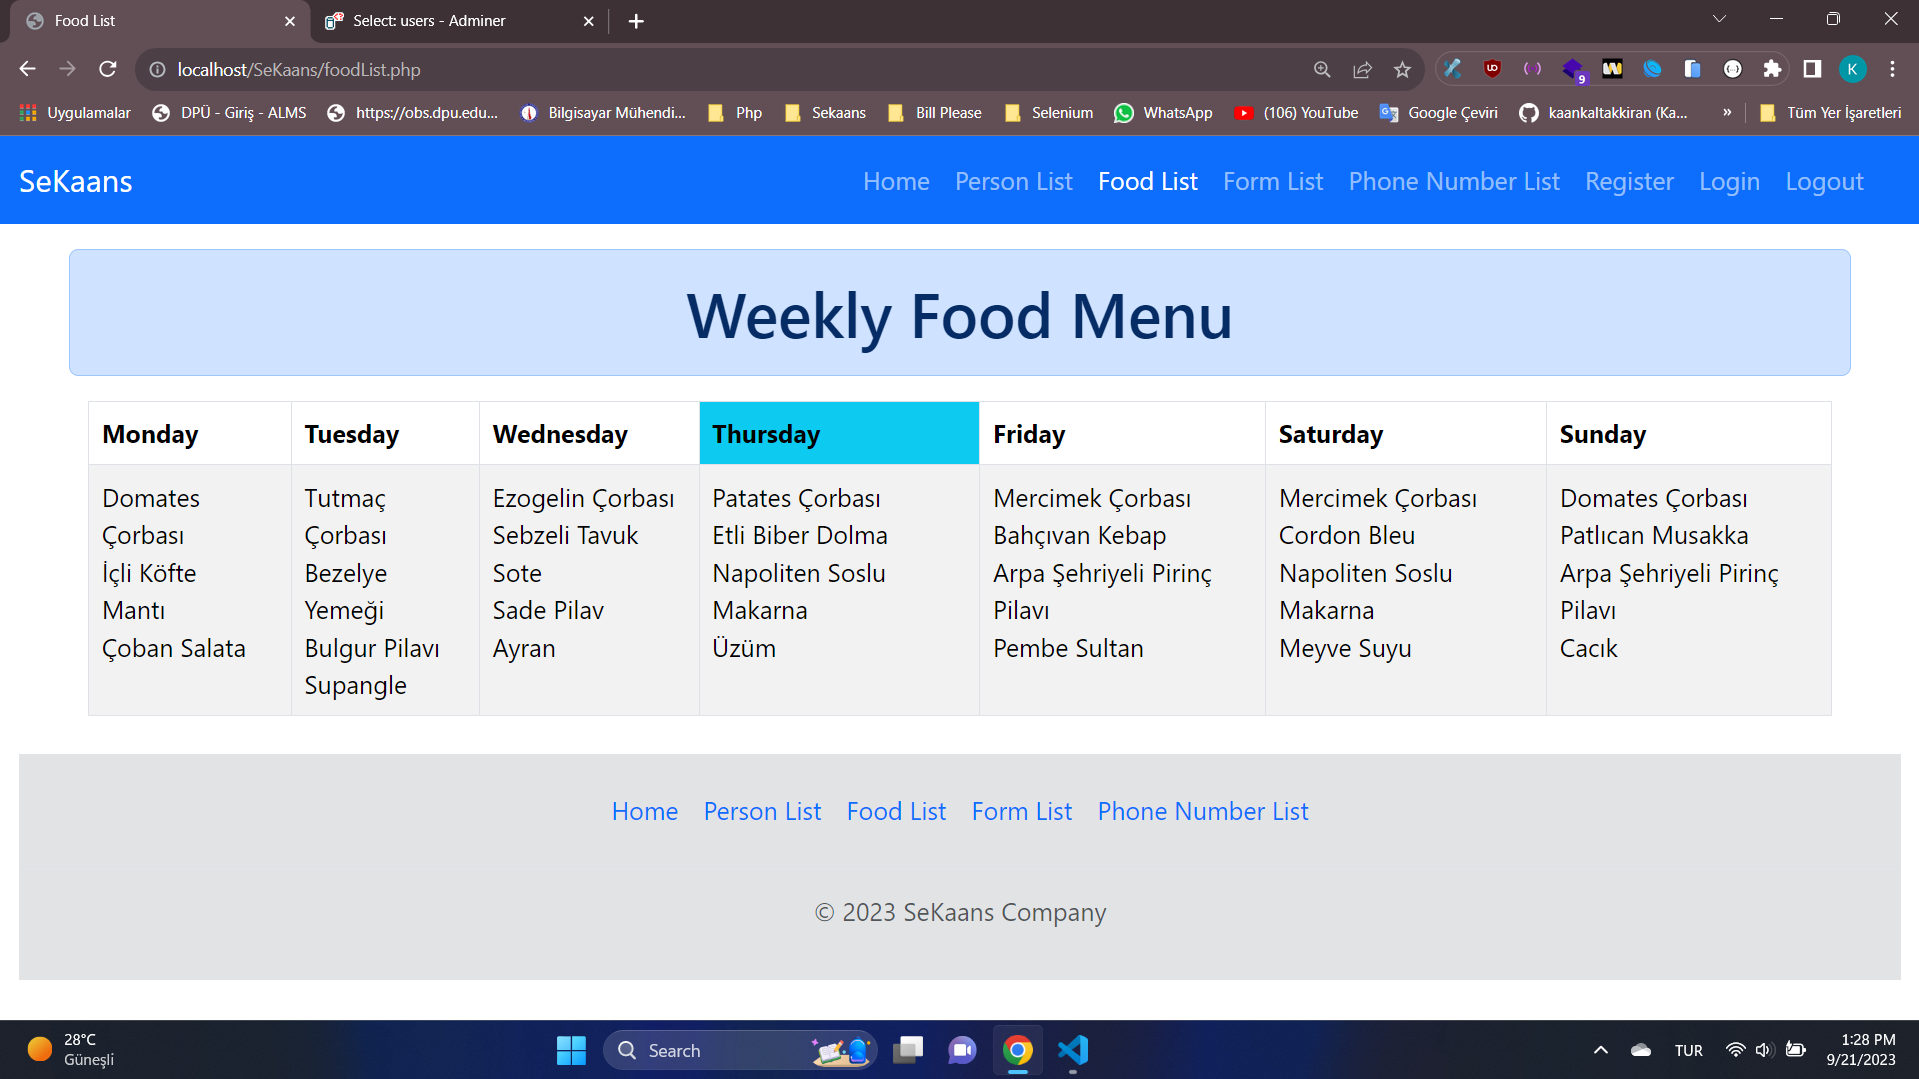 Food List
Select: users - Adminer
localhost/SeKaans/foodList.php
9
K
Uygulamalar
DPÜ - Giriş - ALMS
https://obs.dpu.edu...
Bilgisayar Mühendi...
Php
Sekaans
Bill Please
Selenium
WhatsApp
(106) YouTube
Google Çeviri
kaankaltakkiran (Ka...
»
Tüm Yer İşaretleri
SeKaans
Home Person List Food List Form List Phone Number List Register Login Logout
Weekly Food Menu
Monday
Tuesday
Wednesday
Thursday
Friday
Saturday
Sunday
Domates
Çorbası
İçli Köfte
Mantı
Çoban Salata
Tutmaç
Çorbası
Bezelye
Yemeği
Bulgur Pilavı
Supangle
Ezogelin Çorbası
Sebzeli Tavuk
Sote
Sade Pilav
Ayran
Patates Çorbası
Etli Biber Dolma
Napoliten Soslu
Makarna
Üzüm
Mercimek Çorbası
Bahçıvan Kebap
Arpa Şehriyeli Pirinç
Pilavı
Pembe Sultan
Mercimek Çorbası
Cordon Bleu
Napoliten Soslu
Makarna
Meyve Suyu
Domates Çorbası
Patlıcan Musakka
Arpa Şehriyeli Pirinç
Pilavı
Cacık
Home Person List Food List Form List Phone Number List
© 2023 SeKaans Company
28°C
Güneşli
Search
TUR
1:28 PM
9/21/2023